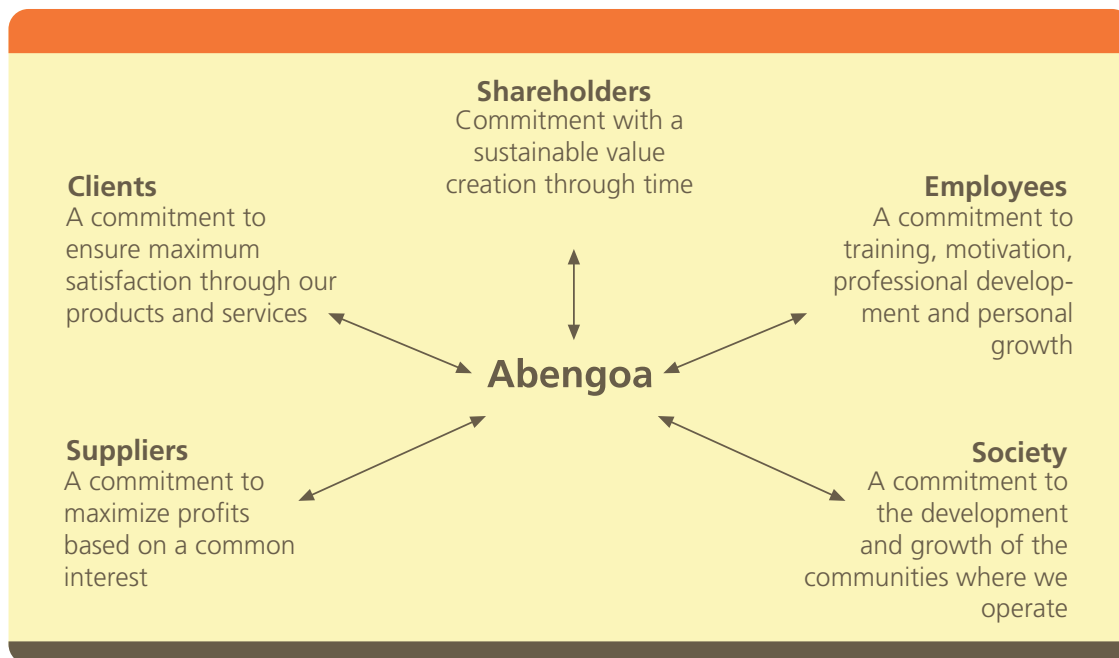 Shareholders
Commitment with a
sustainable value
creation through time
Clients
A commitment to
ensure maximum
satisfaction through our
products and services
Employees
A commitment to
training, motivation,
professional develop-
ment and personal
growth
Abengoa
Suppliers
A commitment to
maximize profits
based on a common
interest
Society
A commitment to
the development
and growth of the
communities where we
operate